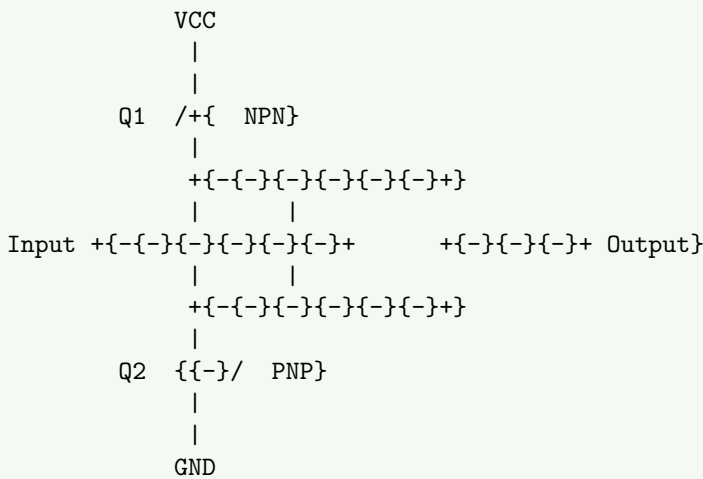 VCC
|
|
Q1 /+{ NPN}
|
+{-{-}{-}{-}{-}{-}+}
| |
Input +{-{-}{-}{-}{-}{-}+ +{-}{-}{-}+ Output}
| |
+{-{-}{-}{-}{-}{-}+}
|
Q2 {{-}/ PNP}
|
|
GND